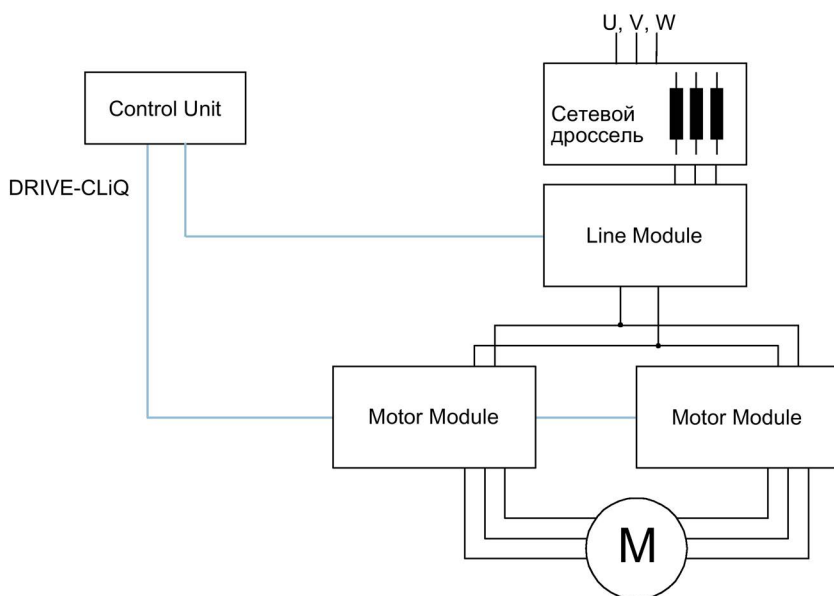 U, V, W
Control Unit
Сетевой
дроссель
DRIVE-CLiQ
Line Module
Motor Module
Motor Module
M